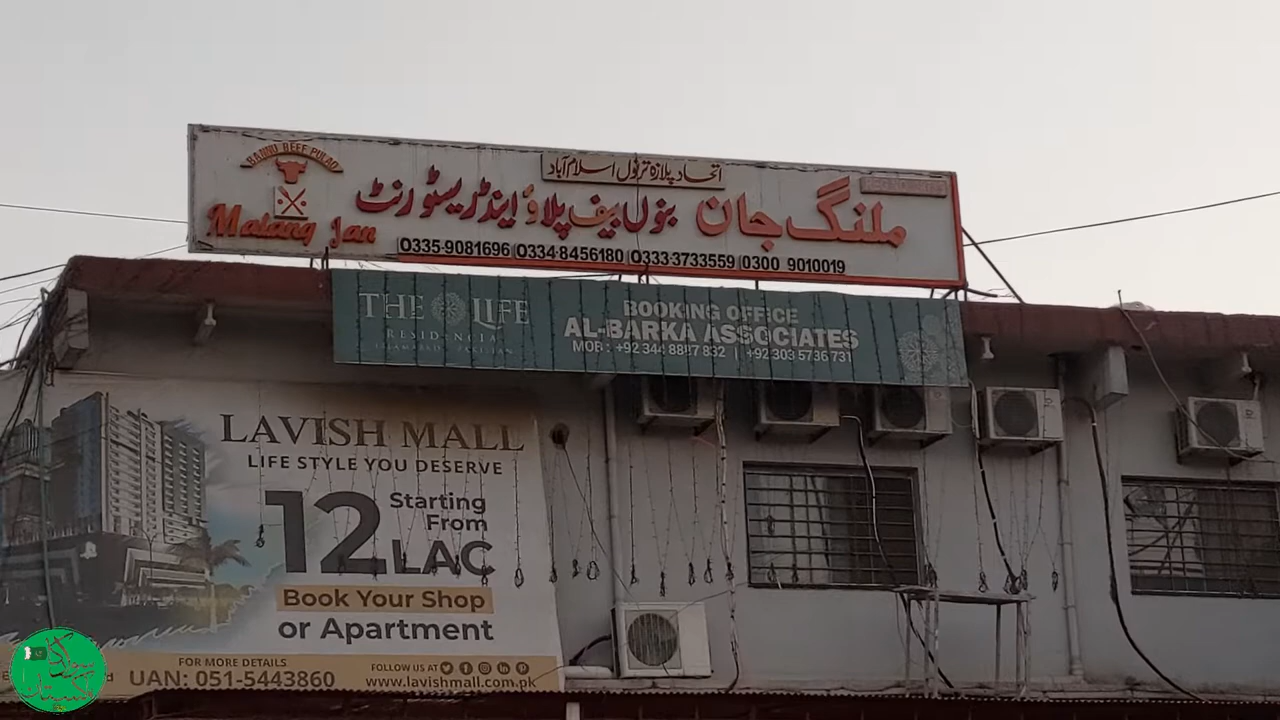 BANNU BEEF PULAO
Malang Jan
اتحاد پلازہ ترنول اسلام آباد
ملنگ جان بنوں بیف پلاؤ اینڈ ریسٹورنٹ
0335-9081696 0334-8456180 0333-3733559 0300 9010019
THE LIFE
RESIDENCIA
ISLAMABAD - PAKISTAN
BOOKING OFFICE
AL-BARKA ASSOCIATES
MOB : +92 344 8887 832 | +92 303 5736 731
LAVISH MALL
LIFE STYLE YOU DESERVE
12 LAC
Starting
From
Book Your Shop
or Apartment
FOR MORE DETAILS
UAN: 051-5443860
FOLLOW US AT
www.lavishmall.com.pk